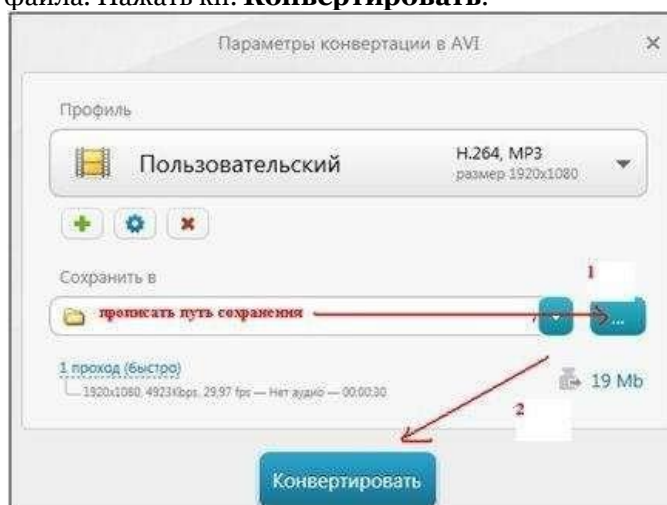 файла. Нажать кн. Конвертировать.
Параметры конвертации в AVI
Профиль
Пользовательский
H.264, MP3
размер 1920x1080
Сохранить в
1
прописать путь сохранения
...
1 проход (быстро)
1920x1080, 4923Kbps, 29,97 fps — Нет аудио — 00:00:30
19 Mb
2
Конвертировать